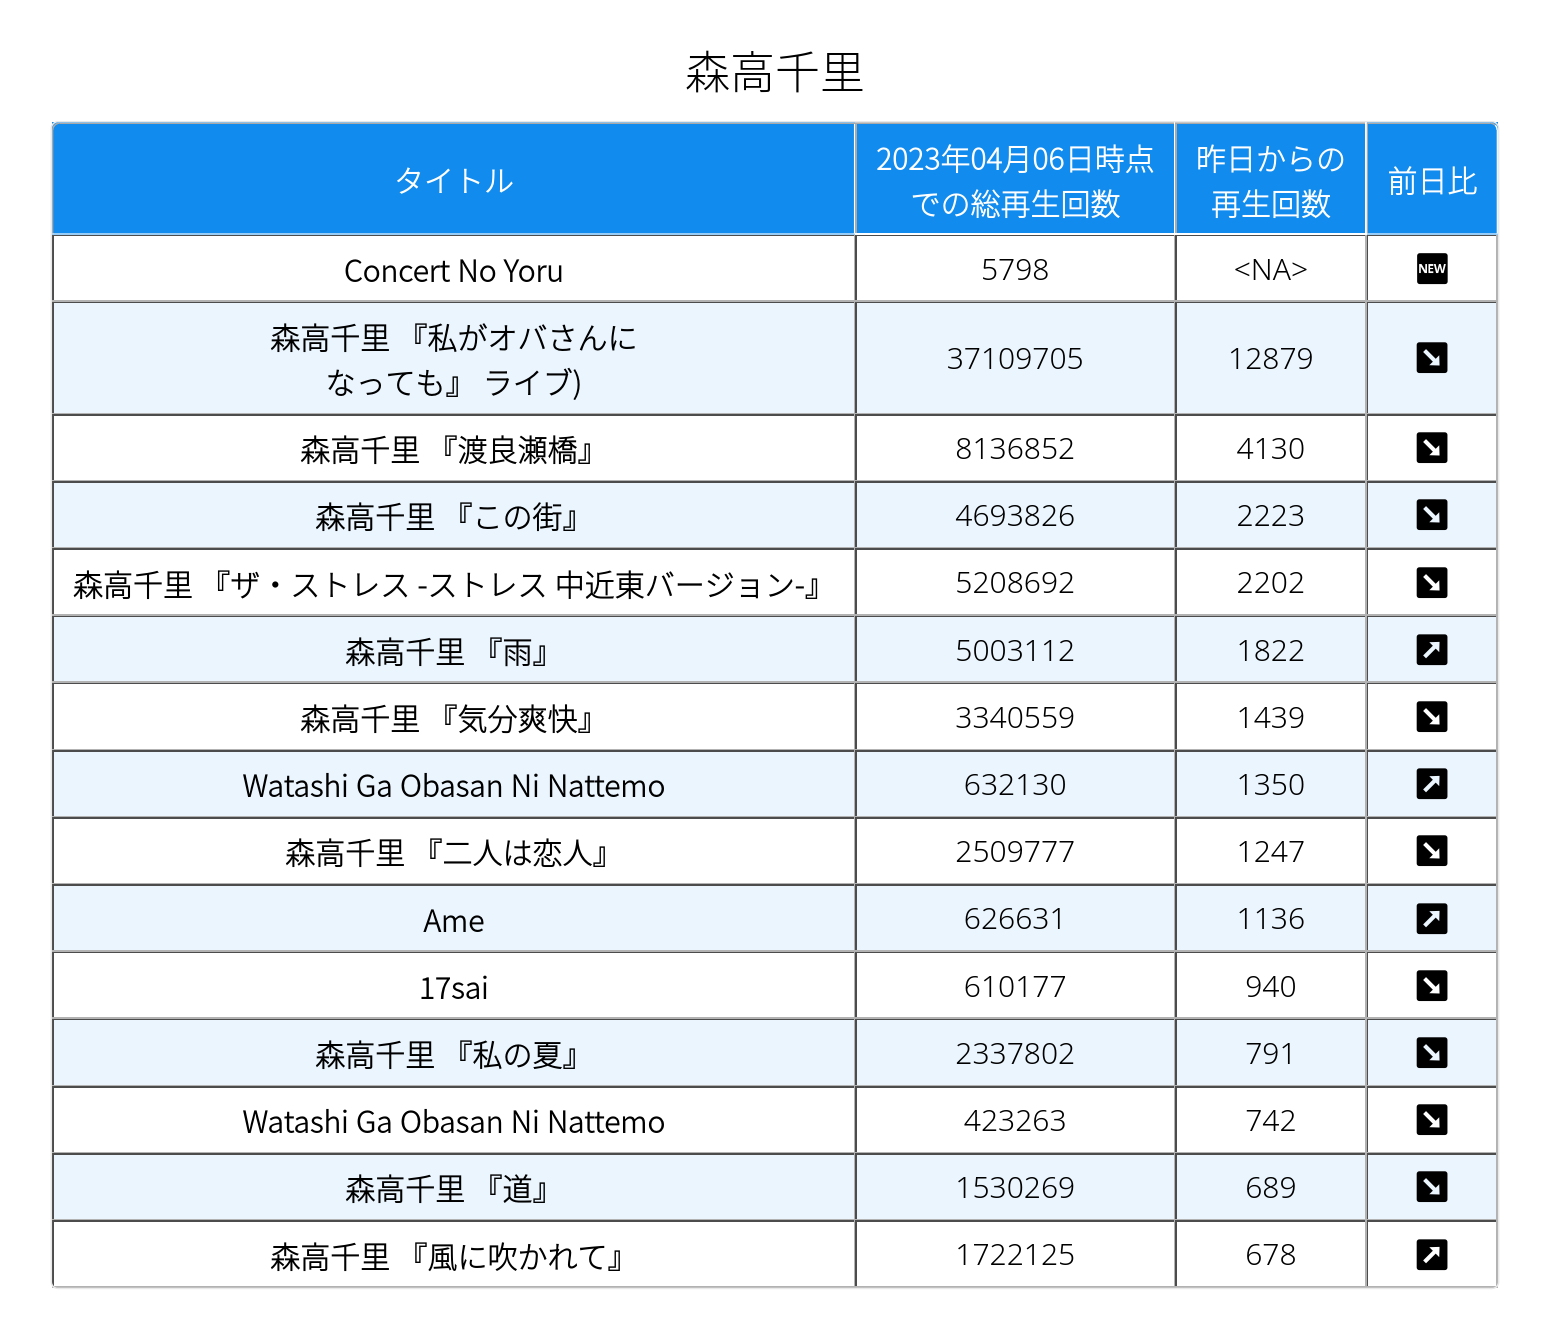 森高千里
タイトル
2023年04月06日時点
での総再生回数
昨日からの
再生回数
前日比
Concert No Yoru 5798 <NA> NEW
森高千里 『私がオバさんに
なっても』 ライブ) 37109705 12879
森高千里 『渡良瀬橋』 8136852 4130
森高千里 『この街』 4693826 2223
森高千里 『ザ・ストレス -ストレス 中近東バージョン-』 5208692 2202
森高千里 『雨』 5003112 1822
森高千里 『気分爽快』 3340559 1439
Watashi Ga Obasan Ni Nattemo 632130 1350
森高千里 『二人は恋人』 2509777 1247
Ame 626631 1136
17sai 610177 940
森高千里 『私の夏』 2337802 791
Watashi Ga Obasan Ni Nattemo 423263 742
森高千里 『道』 1530269 689
森高千里 『風に吹かれて』 1722125 678